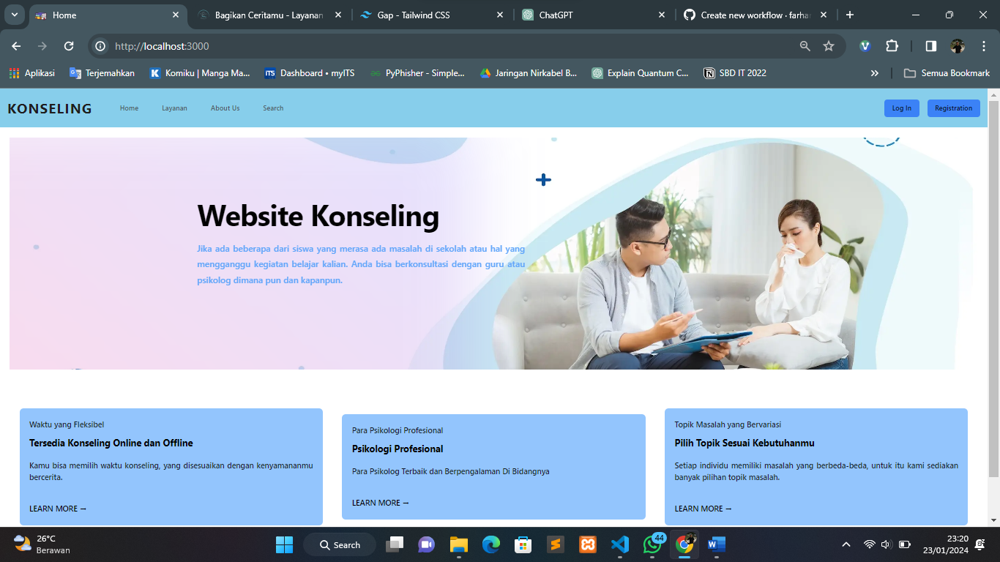 Home
Bagikan Ceritamu - Layanan
Gap - Tailwind CSS
ChatGPT
Create new workflow · farhan
http://localhost:3000
Aplikasi
Terjemahkan
Komiku | Manga Ma...
Dashboard • myITS
PyPhisher - Simple...
Jaringan Nirkabel B...
Explain Quantum C...
SBD IT 2022
Semua Bookmark
KONSELING
Home
Layanan
About Us
Search
Log In
Registration
Website Konseling
Jika ada beberapa dari siswa yang merasa ada masalah di sekolah atau hal yang
mengganggu kegiatan belajar kalian. Anda bisa berkonsultasi dengan guru atau
psikolog dimana pun dan kapanpun.
Waktu yang Fleksibel
Tersedia Konseling Online dan Offline
Kamu bisa memilih waktu konseling, yang disesuaikan dengan kenyamananmu
bercerita.
LEARN MORE →
Para Psikologi Profesional
Psikologi Profesional
Para Psikolog Terbaik dan Berpengalaman Di Bidangnya
LEARN MORE →
Topik Masalah yang Bervariasi
Pilih Topik Sesuai Kebutuhanmu
Setiap individu memiliki masalah yang berbeda-beda, untuk itu kami sediakan
banyak pilihan topik masalah.
LEARN MORE →
26°C
Berawan
Search
44
23:20
23/01/2024